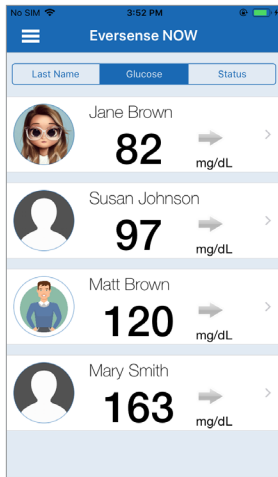 No SIM 3:52 PM
Eversense NOW
Last Name Glucose Status
Jane Brown
82
mg/dL
Susan Johnson
97
mg/dL
Matt Brown
120
mg/dL
Mary Smith
163
mg/dL